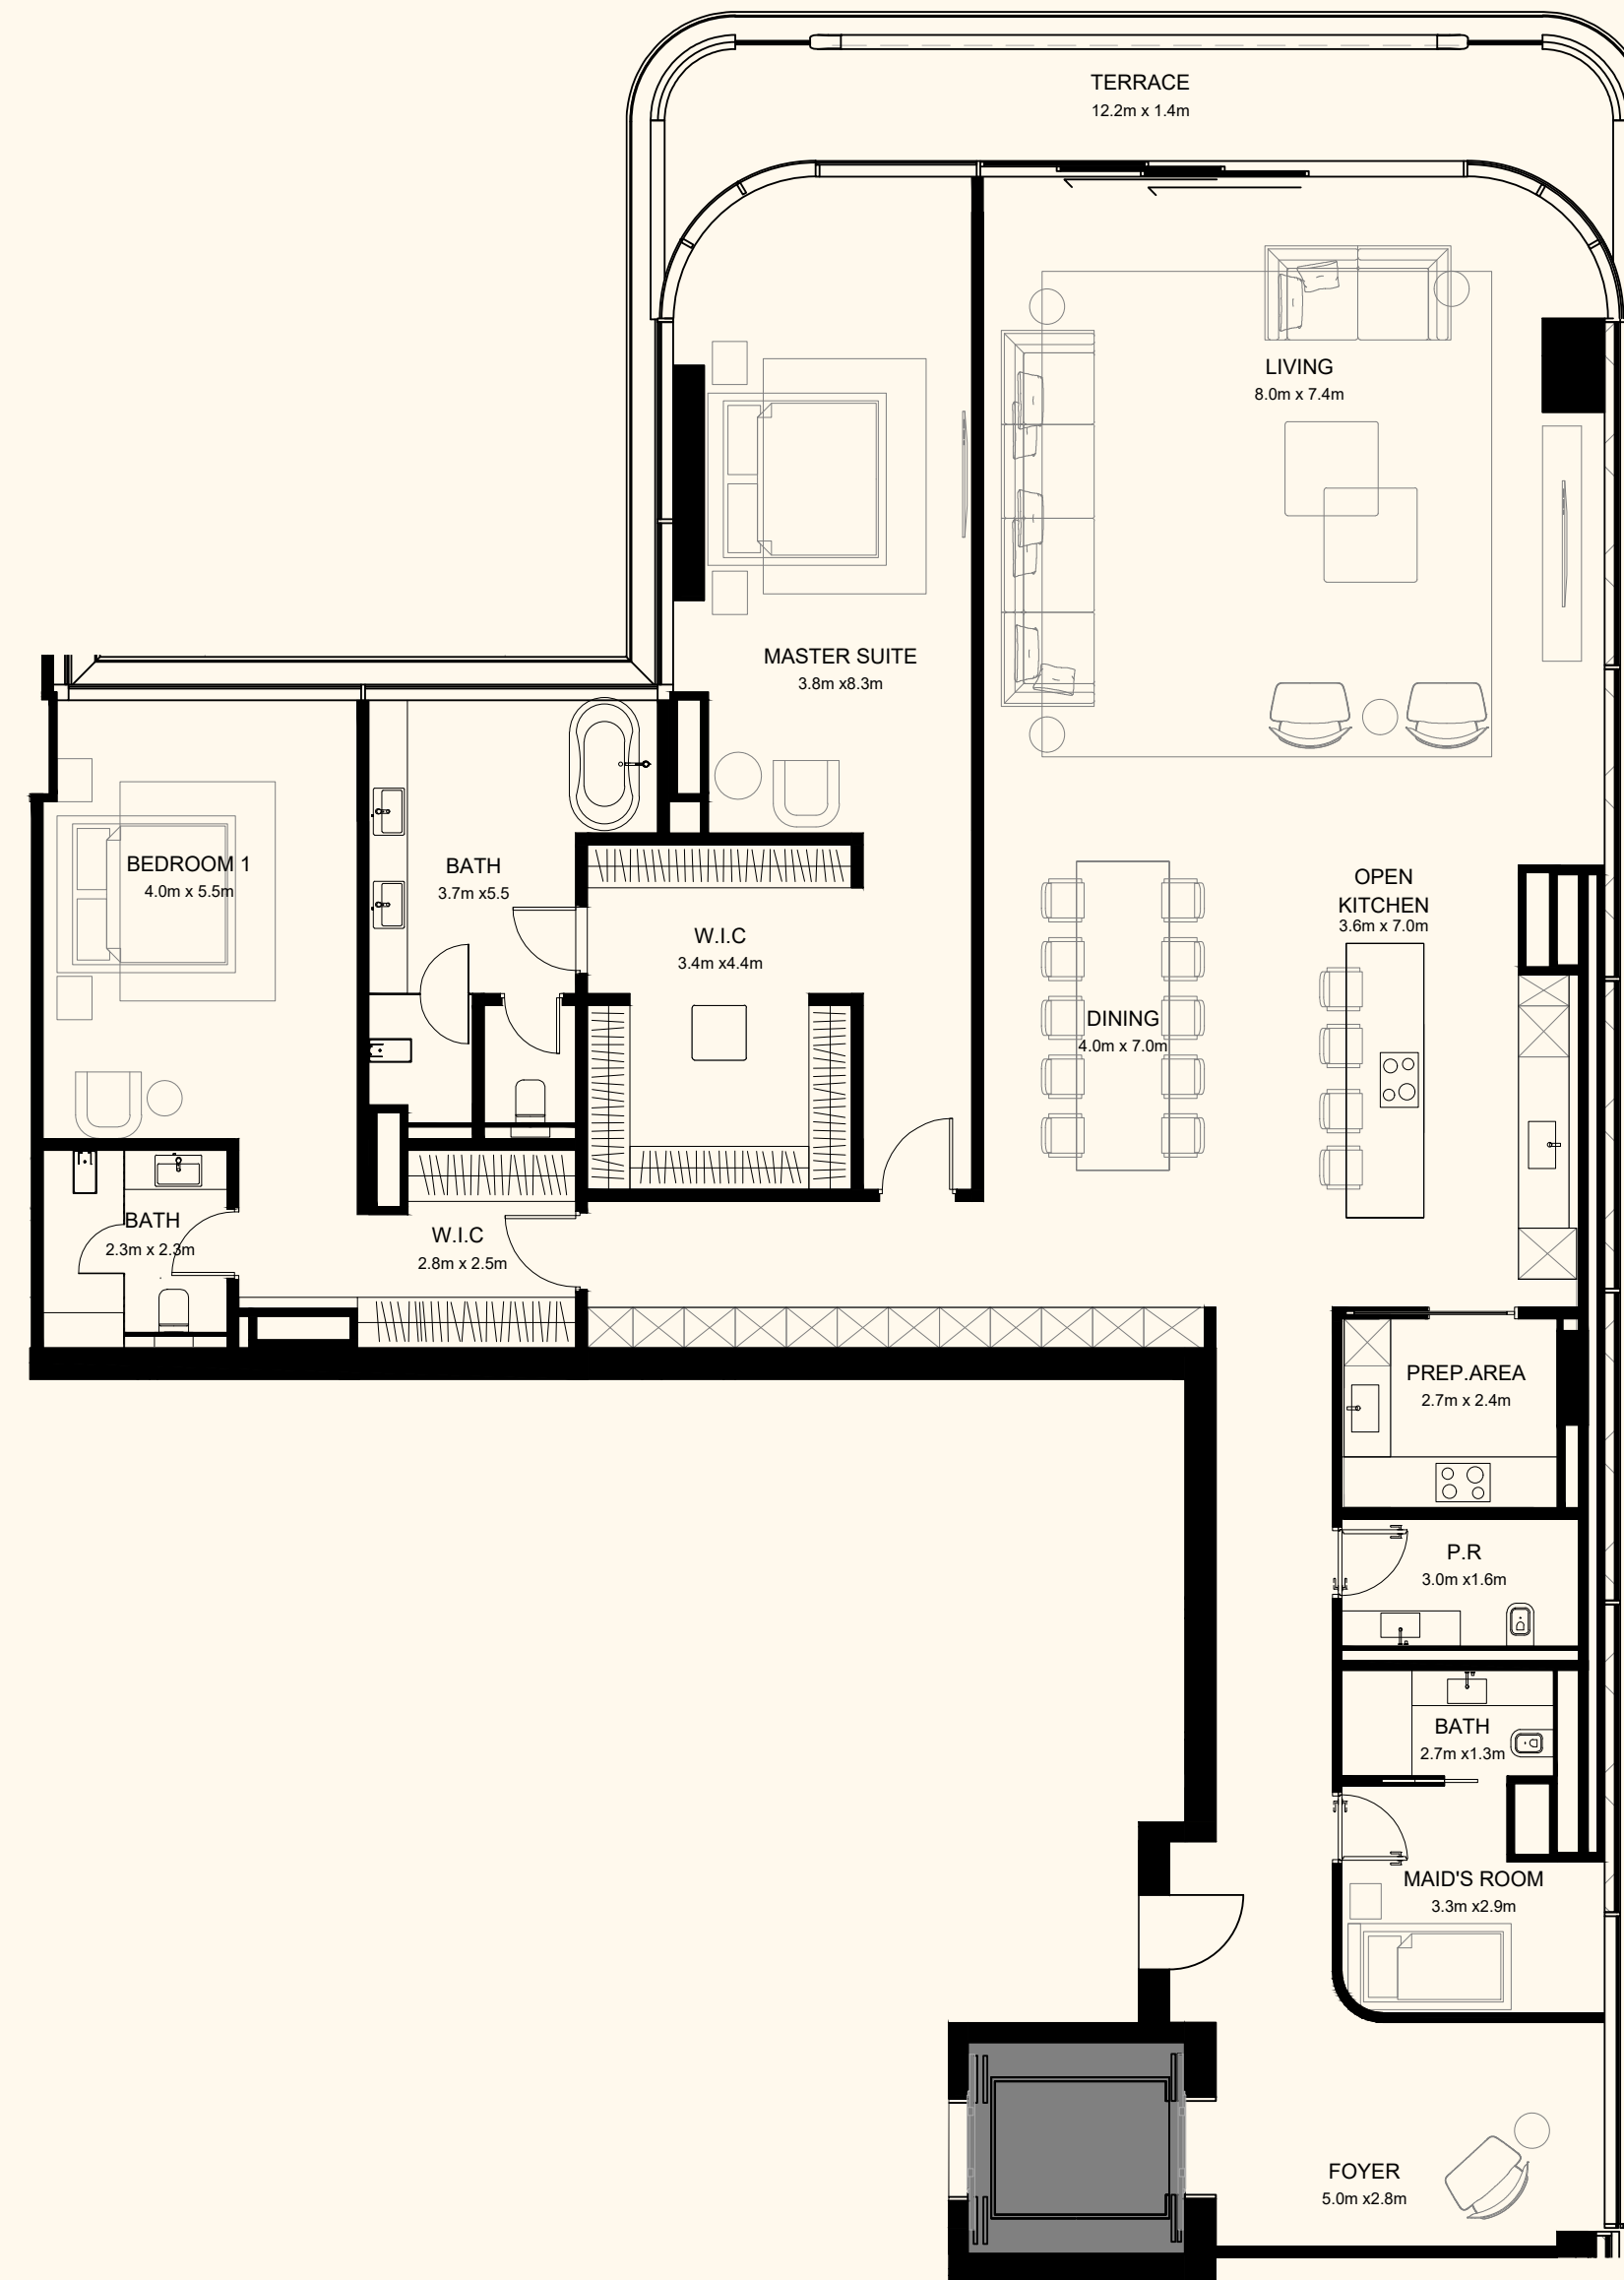 TERRACE
12.2m x 1.4m
LIVING
8.0m x 7.4m
MASTER SUITE
3.8m x8.3m
BEDROOM 1
4.0m x 5.5m
BATH
3.7m x5.5
W.I.C
3.4m x4.4m
OPEN
KITCHEN
3.6m x 7.0m
DINING
4.0m x 7.0m
BATH
2.3m x 2.3m
W.I.C
2.8m x 2.5m
PREP.AREA
2.7m x 2.4m
P.R
3.0m x1.6m
BATH
2.7m x1.3m
MAID'S ROOM
3.3m x2.9m
FOYER
5.0m x2.8m